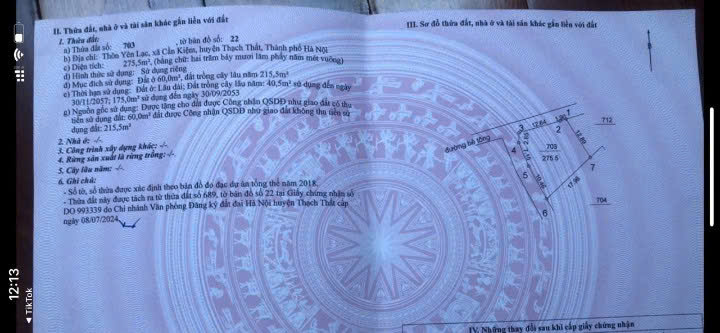 II. Thửa đất, nhà ở và tài sản khác gắn liền với đất
1. Thửa đất:
a) Thửa đất số: 703 , tờ bản đồ số: 22
b) Địa chỉ: Thôn Yên Lạc, xã Cần Kiệm, huyện Thạch Thất, Thành phố Hà Nội
c) Diện tích: 275,5m², (bằng chữ: hai trăm bảy mươi lăm phẩy năm mét vuông)
d) Hình thức sử dụng: Sử dụng riêng
đ) Mục đích sử dụng: Đất ở 60,0m², đất trồng cây lâu năm 215,5m²
e) Thời hạn sử dụng: Đất ở: Lâu dài; Đất trồng cây lâu năm: 40,5m² sử dụng đến ngày
30/11/2057; 175,0m² sử dụng đến ngày 30/09/2053
g) Nguồn gốc sử dụng: Được tặng cho đất được Công nhận QSDĐ như giao đất có thu
tiền sử dụng đất: 60,0m² đất được Công nhận QSDĐ như giao đất không thu tiền sử
dụng đất: 215,5m²
2. Nhà ở: -/-
3. Công trình xây dựng khác: -/-
4. Rừng sản xuất là rừng trồng: -/-
5. Cây lâu năm: -/-
6. Ghi chú:
- Số tờ, số thửa được xác định theo bản đồ đo đạc dự án tổng thể năm 2018.
- Thửa đất này được tách ra từ thửa đất số 689, tờ bản đồ số 22 tại Giấy chứng nhận số
DO 993339 do Chi nhánh Văn phòng Đăng ký đất đai Hà Nội huyện Thạch Thất cấp
ngày 08/07/2024
III. Sơ đồ thửa đất, nhà ở và tài sản khác gắn liền với đất
712
1
2
3
12.64
đường bê tông
4
703
275.5
7
5
17.98
704
6
IV. Những thay đổi sau khi cấp giấy chứng nhận
12:13
◄ TikTok